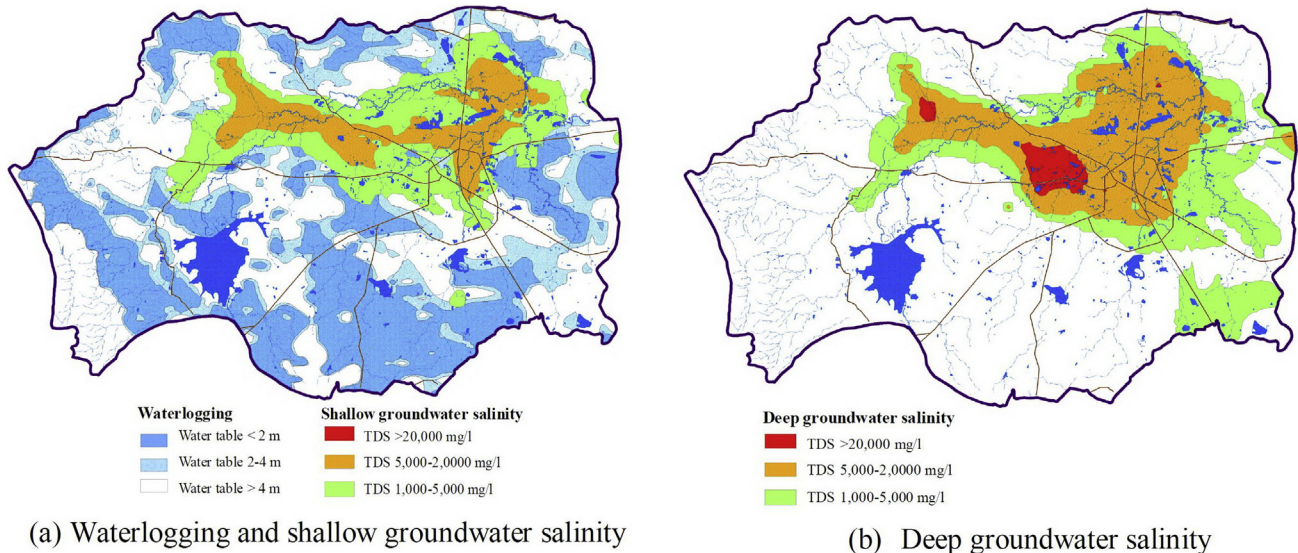 Waterlogging
Water table < 2 m
Water table 2-4 m
Water table > 4 m
Shallow groundwater salinity
TDS >20,000 mg/l
TDS 5,000-2,0000 mg/l
TDS 1,000-5,000 mg/l
(a) Waterlogging and shallow groundwater salinity
Deep groundwater salinity
TDS >20,000 mg/l
TDS 5,000-2,0000 mg/l
TDS 1,000-5,000 mg/l
(b) Deep groundwater salinity